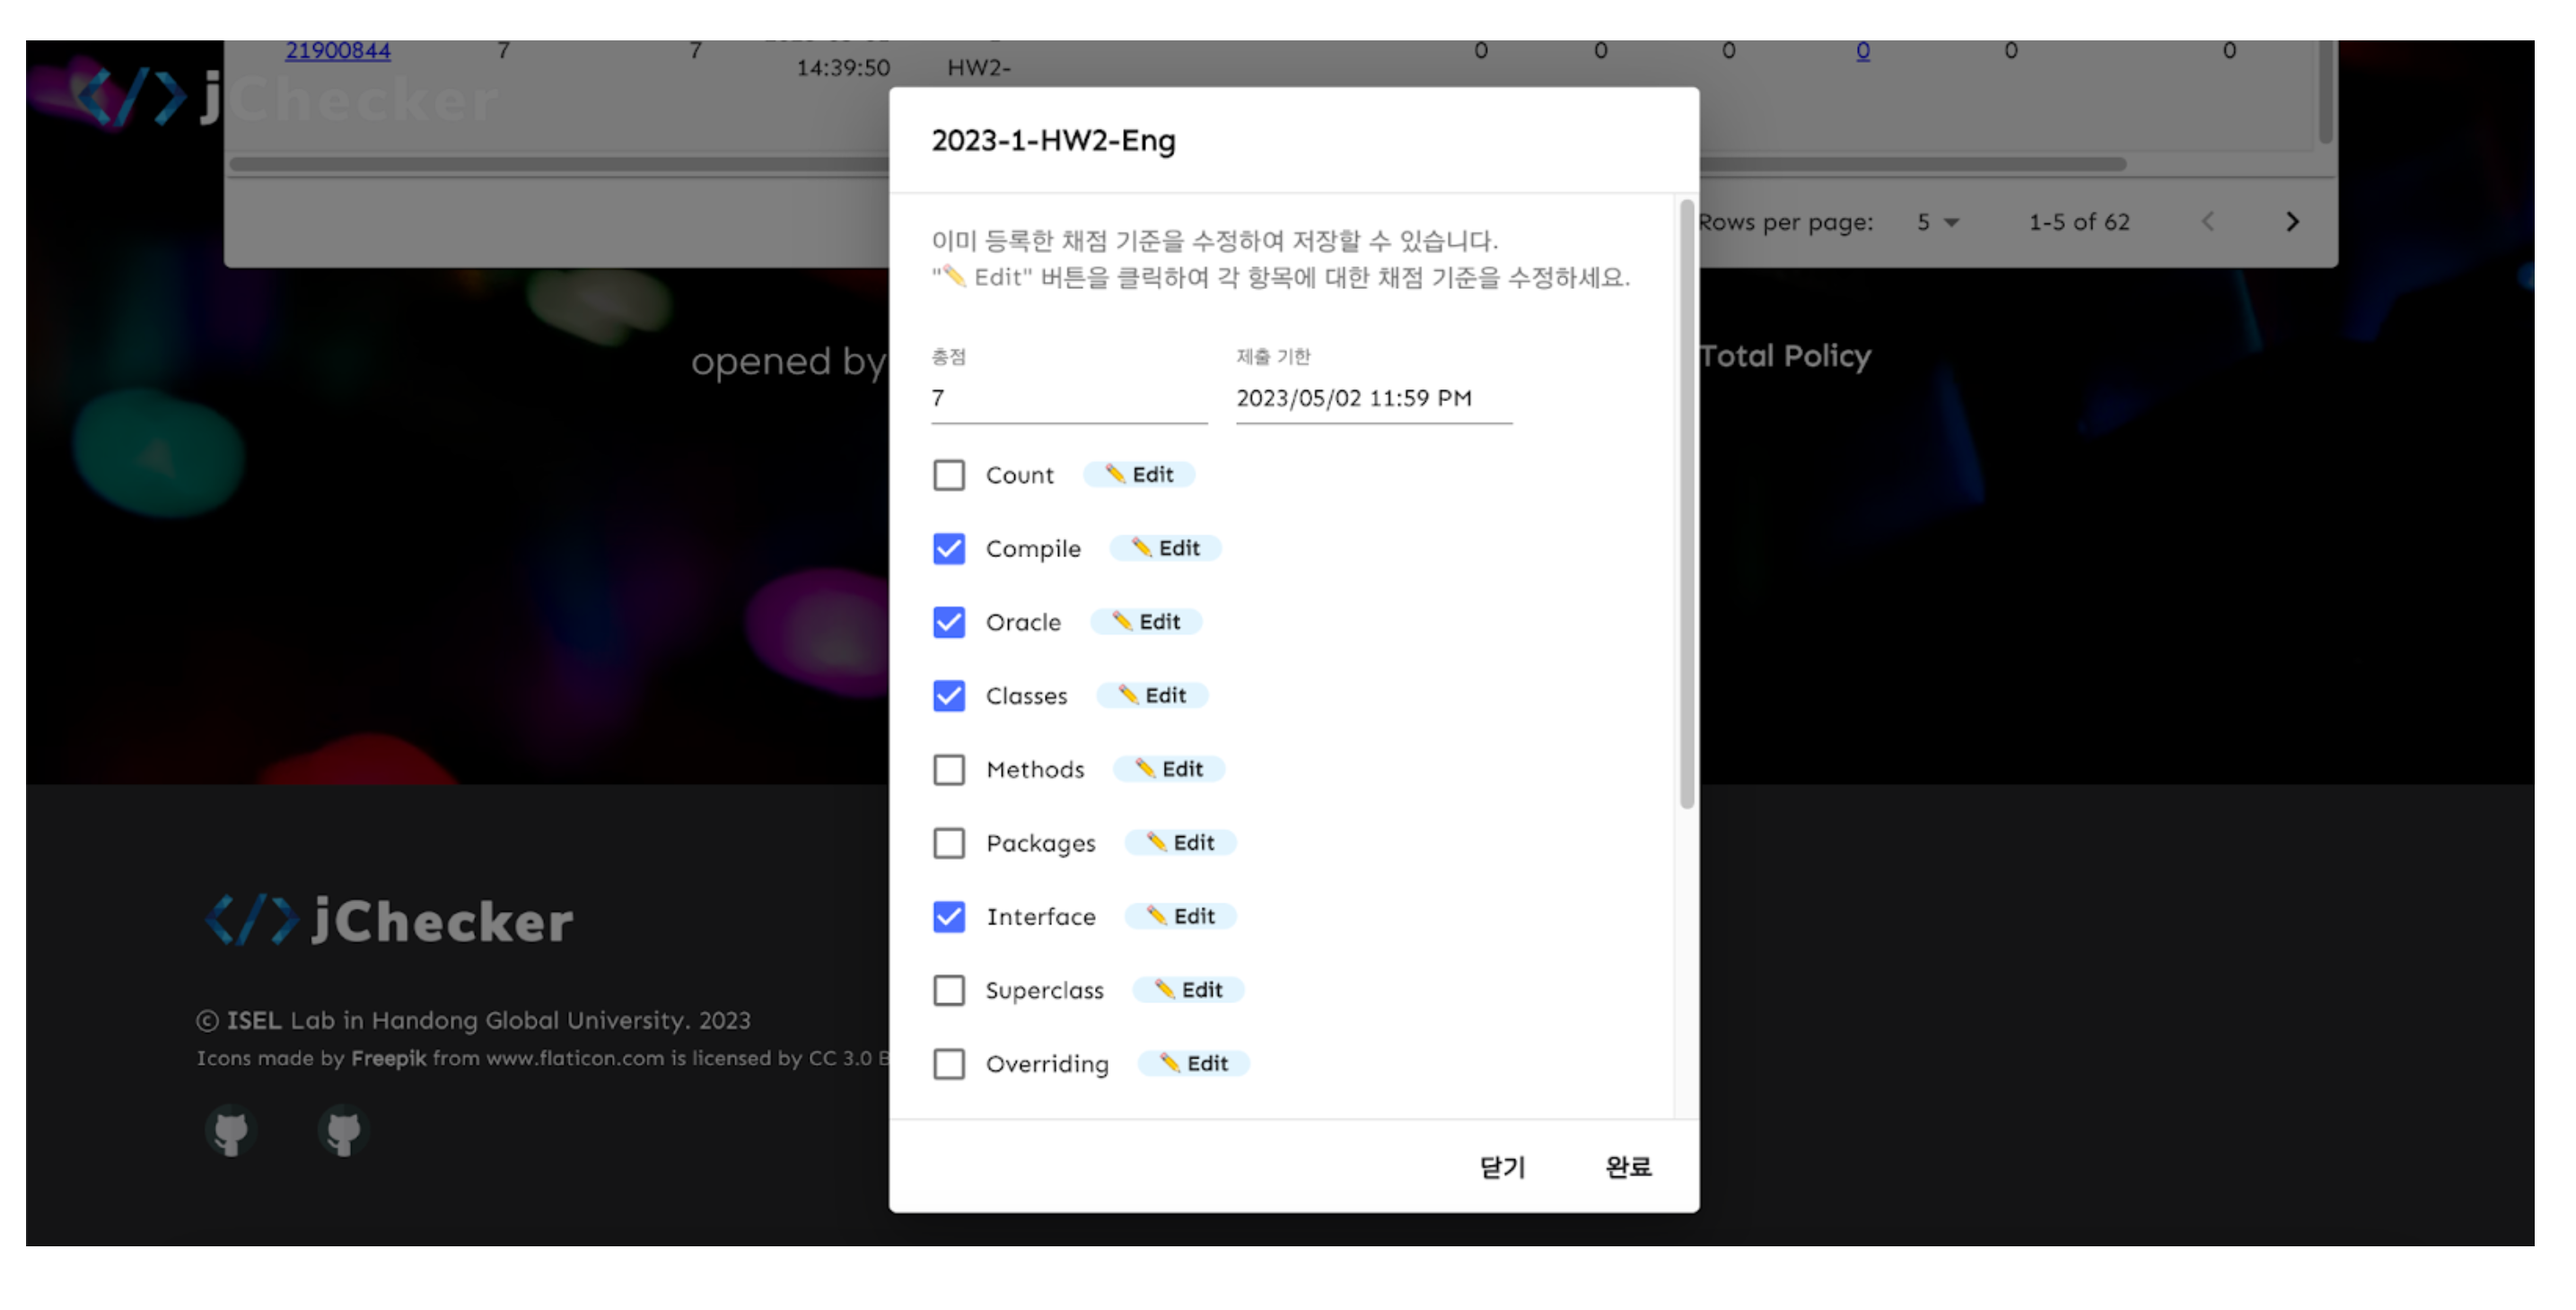 21900844 7 7 14:39:50 HW2- 0 0 0 0 0 0
jChecker
2023-1-HW2-Eng
이미 등록한 채점 기준을 수정하여 저장할 수 있습니다.
"✏️ Edit" 버튼을 클릭하여 각 항목에 대한 채점 기준을 수정하세요.
Rows per page: 5 1-5 of 62
opened by
Total Policy
총점 제출 기한
7 2023/05/02 11:59 PM
Count ✏️ Edit
Compile ✏️ Edit
Oracle ✏️ Edit
Classes ✏️ Edit
Methods ✏️ Edit
Packages ✏️ Edit
Interface ✏️ Edit
Superclass ✏️ Edit
Overriding ✏️ Edit
닫기 완료
</> jChecker
© ISEL Lab in Handong Global University. 2023
Icons made by Freepik from www.flaticon.com is licensed by CC 3.0 B